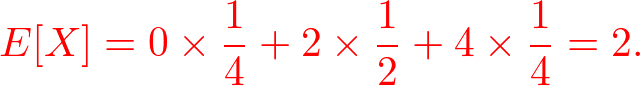 E[X] = 0 × 1/4 + 2 × 1/2 + 4 × 1/4 = 2.